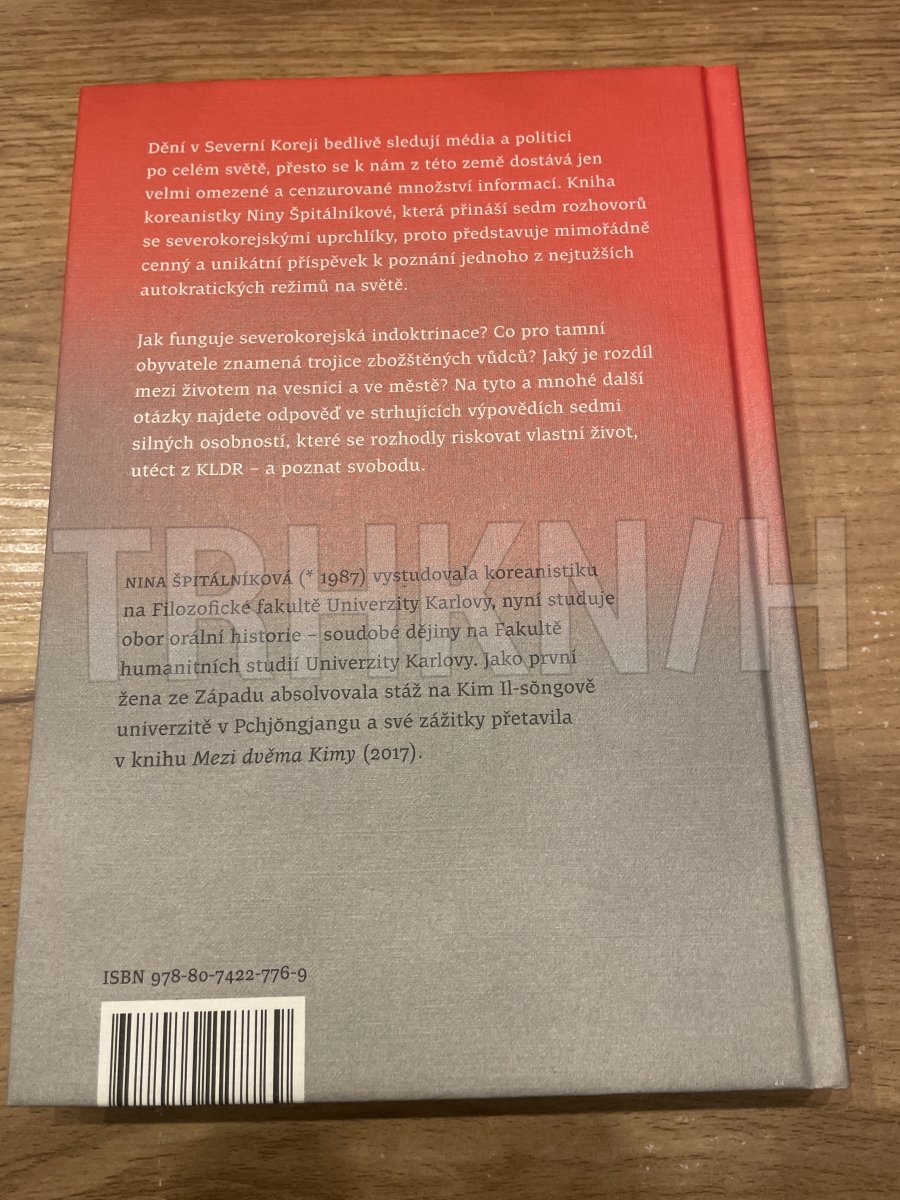 Dění v Severní Koreji bedlivě sledují média a politici
po celém světě, přesto se k nám z této země dostává jen
velmi omezené a cenzurované množství informací. Kniha
koreanistky Niny Špitálníkové, která přináší sedm rozhovorů
se severokorejskými uprchlíky, proto představuje mimořádně
cenný a unikátní příspěvek k poznání jednoho z nejtužších
autokratických režimů na světě.
Jak funguje severokorejská indoktrinace? Co pro tamní
obyvatele znamená trojice zbožštěných vůdců? Jaký je rozdíl
mezi životem na vesnici a ve městě? Na tyto a mnohé další
otázky najdete odpověď ve strhujících výpovědích sedmi
silných osobností, které se rozhodly riskovat vlastní život,
utéct z KLDR – a poznat svobodu.
TRHKNIH
NINA ŠPITÁLNÍKOVÁ (* 1987) vystudovala koreanistiku
na Filozofické fakultě Univerzity Karlovy, nyní studuje
obor orální historie – soudobé dějiny na Fakultě
humanitních studií Univerzity Karlovy. Jako první
žena ze Západu absolvovala stáž na Kim Il-sŏngově
univerzitě v Pchjŏngjangu a své zážitky přetavila
v knihu Mezi dvěma Kimy (2017).
ISBN 978-80-7422-776-9